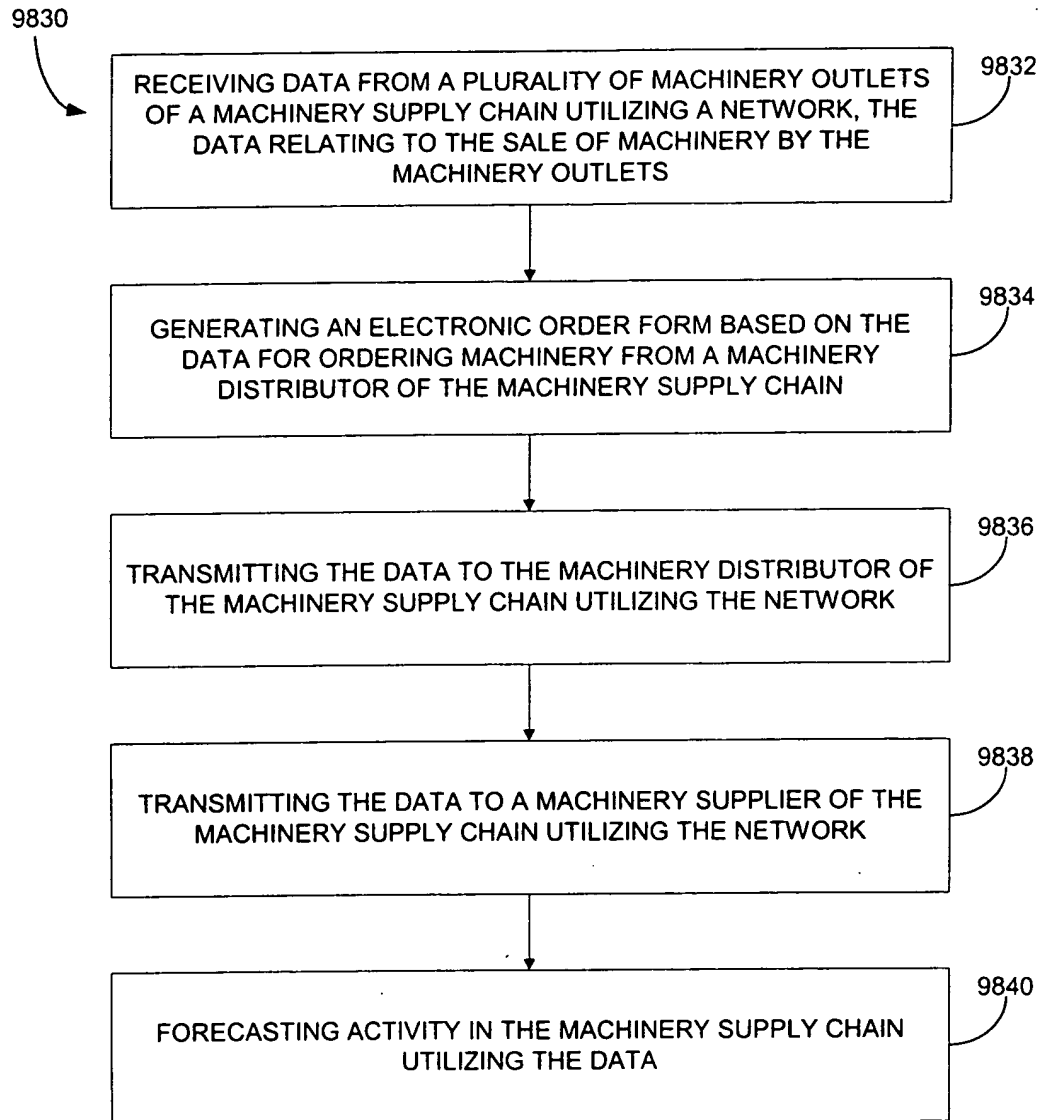 9830
RECEIVING DATA FROM A PLURALITY OF MACHINERY OUTLETS
OF A MACHINERY SUPPLY CHAIN UTILIZING A NETWORK, THE
DATA RELATING TO THE SALE OF MACHINERY BY THE
MACHINERY OUTLETS
9832
GENERATING AN ELECTRONIC ORDER FORM BASED ON THE
DATA FOR ORDERING MACHINERY FROM A MACHINERY
DISTRIBUTOR OF THE MACHINERY SUPPLY CHAIN
9834
TRANSMITTING THE DATA TO THE MACHINERY DISTRIBUTOR OF
THE MACHINERY SUPPLY CHAIN UTILIZING THE NETWORK
9836
TRANSMITTING THE DATA TO A MACHINERY SUPPLIER OF THE
MACHINERY SUPPLY CHAIN UTILIZING THE NETWORK
9838
FORECASTING ACTIVITY IN THE MACHINERY SUPPLY CHAIN
UTILIZING THE DATA
9840